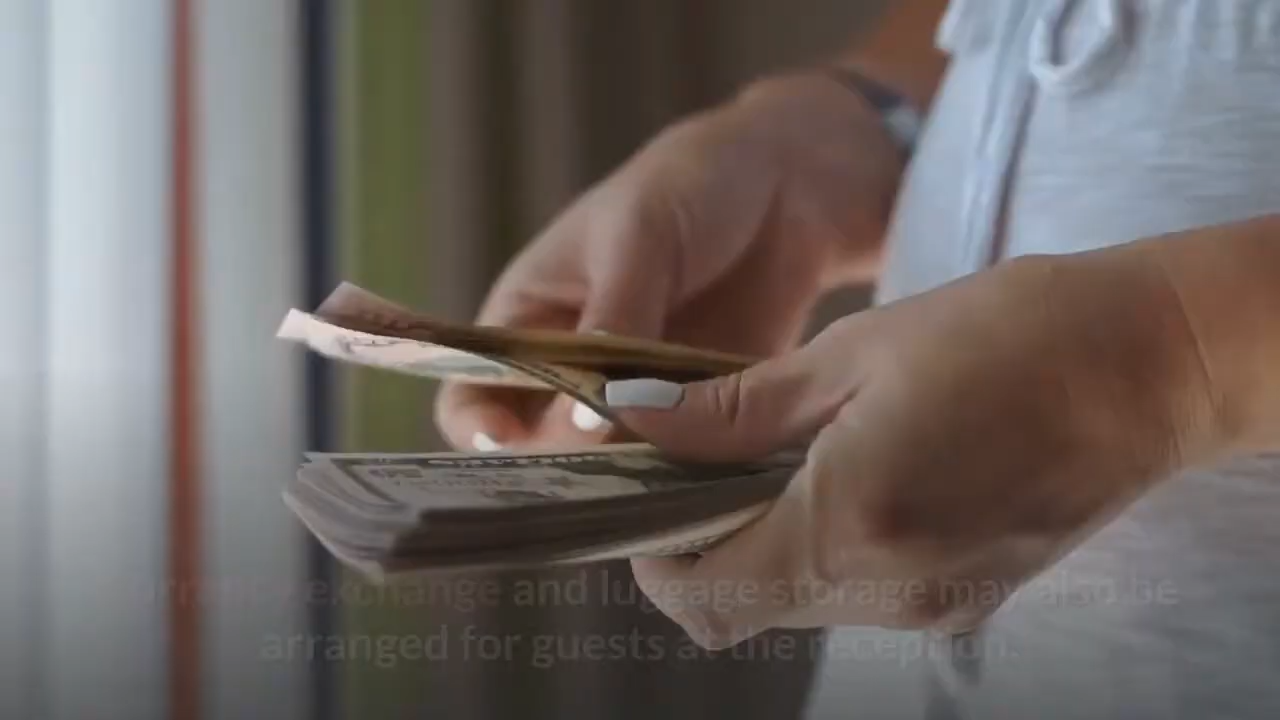 exchange and luggage storage may also be
arranged for guests at the reception.